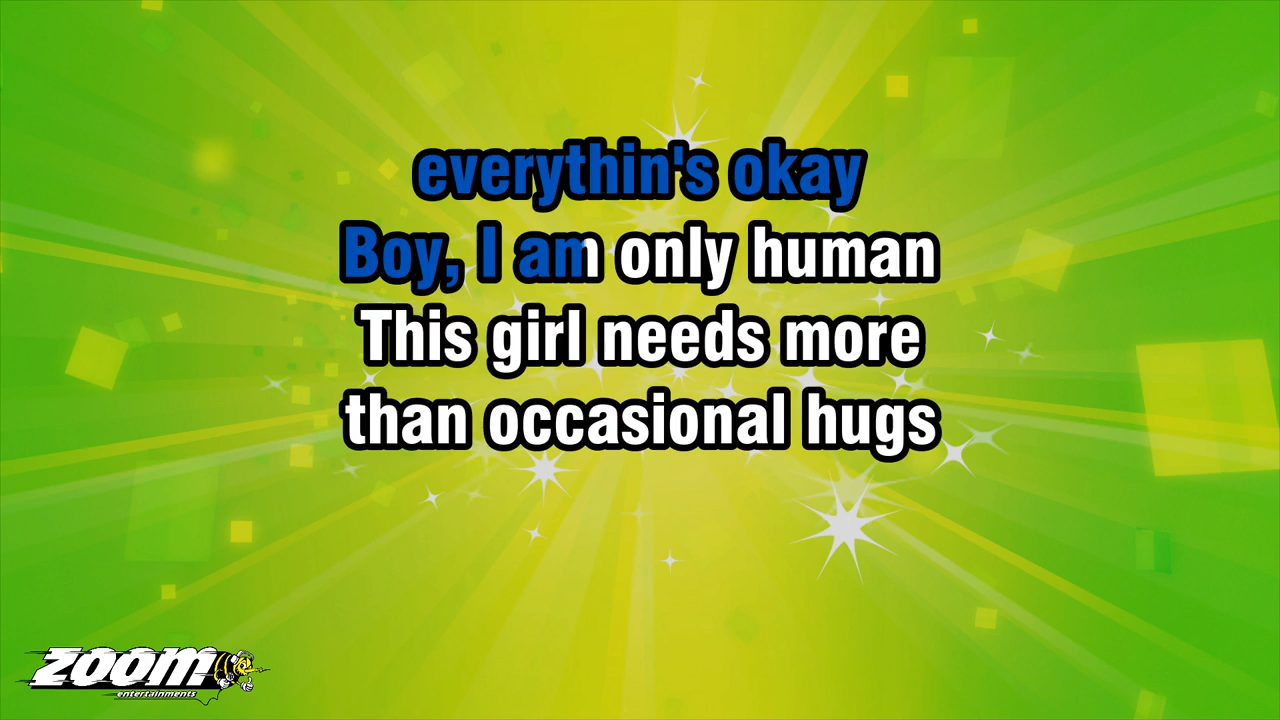 everythin's okay
Boy, I am only human
This girl needs more
than occasional hugs
zoom
entertainments